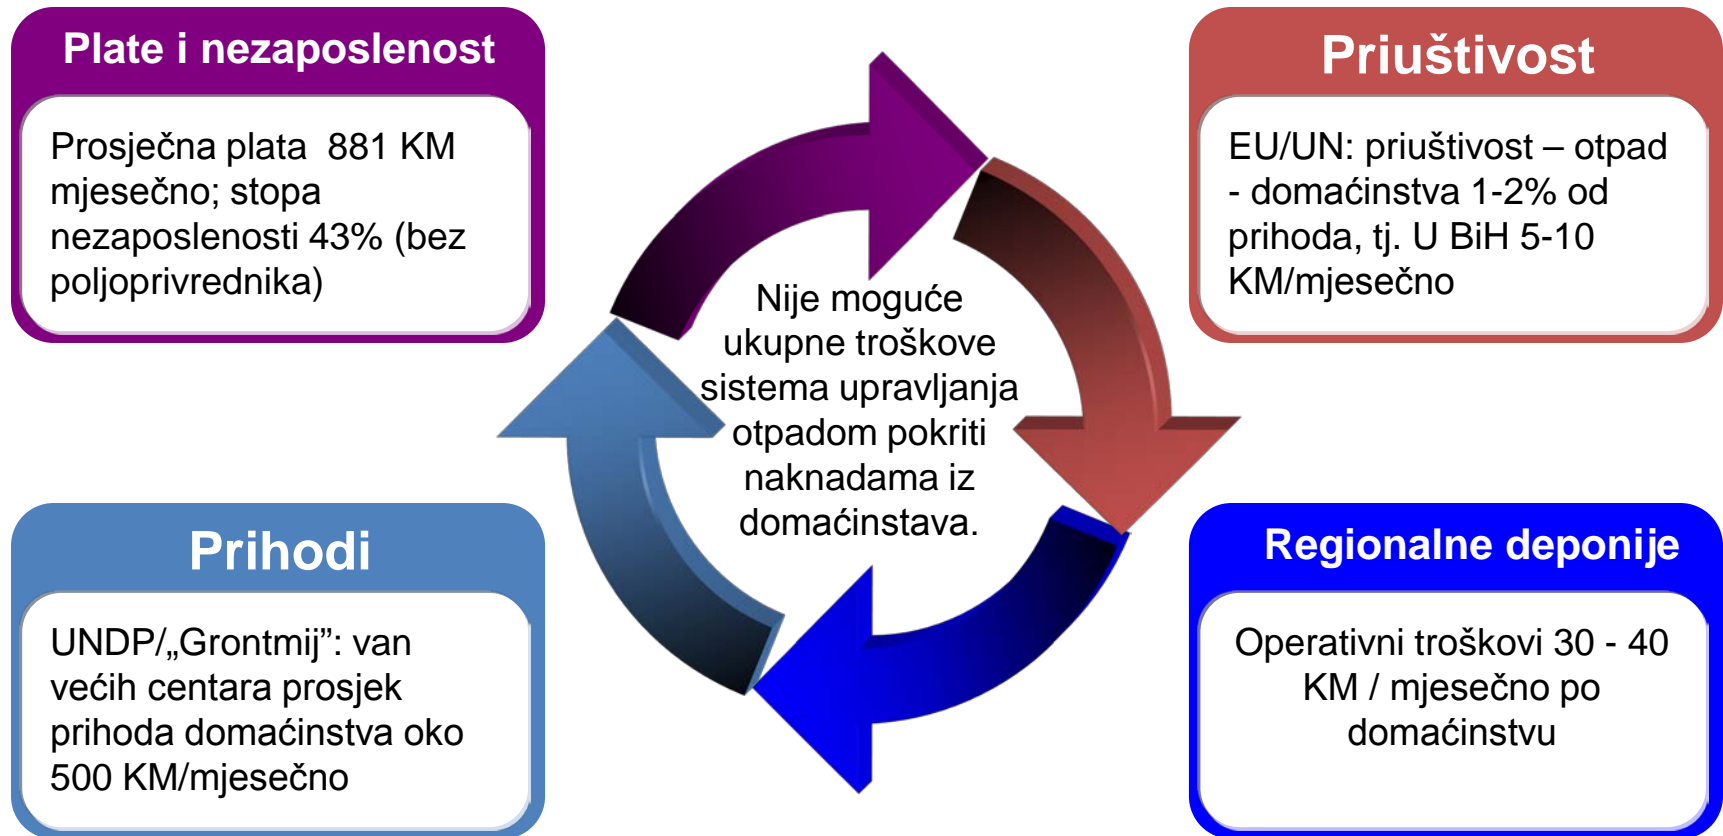 Plate i nezaposlenost
Prosječna plata 881 KM
mjesečno; stopa
nezaposlenosti 43% (bez
poljoprivrednika)
Priuštivost
EU/UN: priuštivost – otpad
- domaćinstva 1-2% od
prihoda, tj. U BiH 5-10
KM/mjesečno
Nije moguće
ukupne troškove
sistema upravljanja
otpadom pokriti
naknadama iz
domaćinstava.
Prihodi
UNDP/„Grontmij”: van
većih centara prosjek
prihoda domaćinstva oko
500 KM/mjesečno
Regionalne deponije
Operativni troškovi 30 - 40
KM / mjesečno po
domaćinstvu